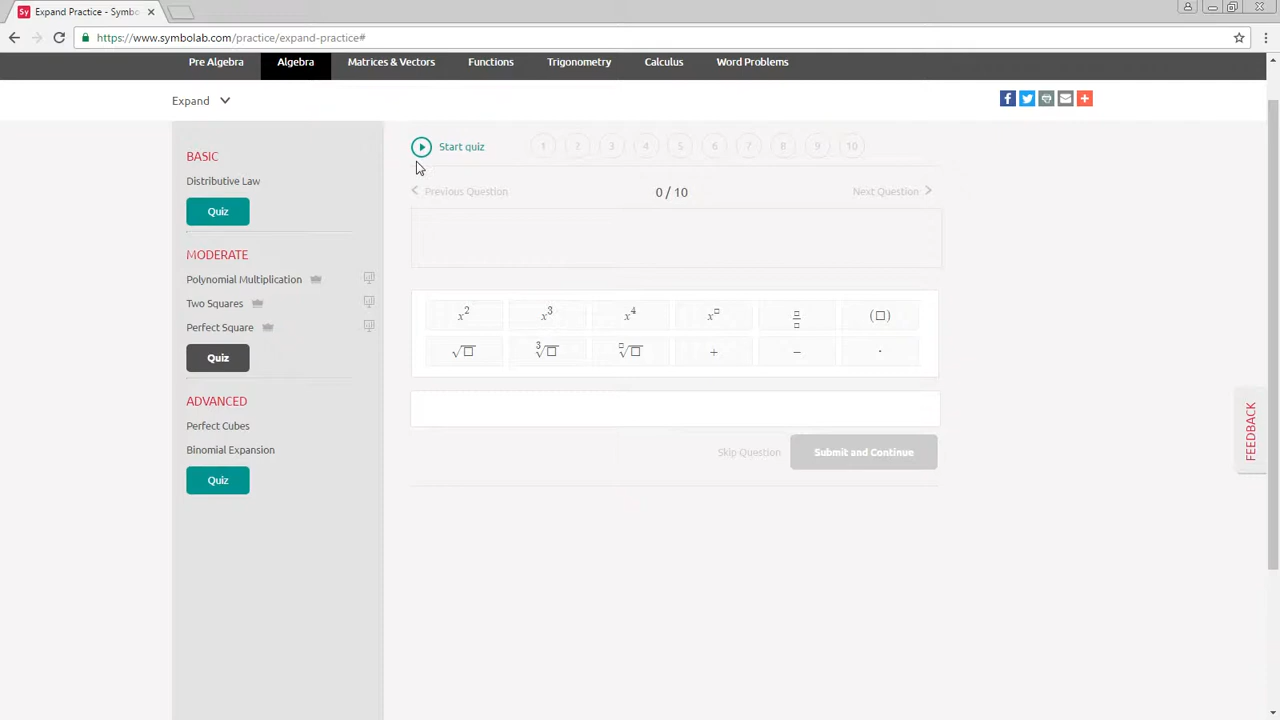 Sy Expand Practice - Symbo
https://www.symbolab.com/practice/expand-practice#
Pre Algebra Algebra Matrices & Vectors Functions Trigonometry Calculus Word Problems
Expand
BASIC
Distributive Law
Quiz
MODERATE
Polynomial Multiplication
Two Squares
Perfect Square
Quiz
ADVANCED
Perfect Cubes
Binomial Expansion
Quiz
Start quiz 1 2 3 4 5 6 7 8 9 10
Previous Question 0 / 10 Next Question
x² x³ x⁴ x^□ □/□ (□)
√□ ∛□ □√□ + − ·
Skip Question Submit and Continue
FEEDBACK